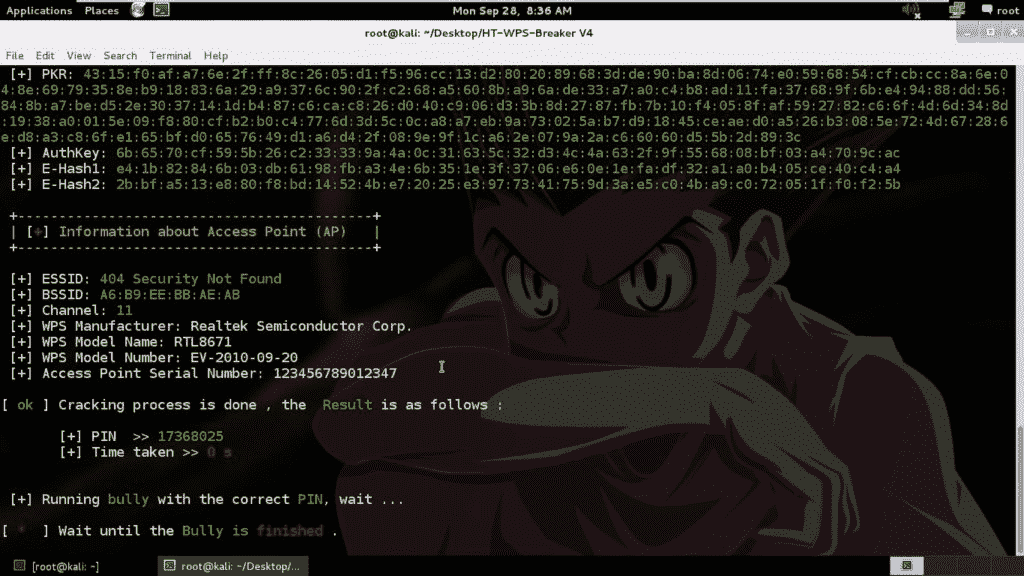 Applications Places Mon Sep 28, 8:36 AM root
root@kali: ~/Desktop/HT-WPS-Breaker V4
File Edit View Search Terminal Help
[+] PKR: 43:15:f0:af:a7:6e:2f:ff:8c:26:05:d1:f5:96:cc:13:d2:80:20:89:68:3d:de:90:ba:8d:06:74:e0:59:68:54:cf:cb:cc:8a:6e:0
4:8e:69:79:35:8e:b9:18:83:6a:29:a9:37:6c:90:2f:c2:68:a5:60:8b:a9:6a:de:33:a7:a0:c4:b8:ad:11:fa:37:68:9f:6b:e4:94:88:dd:56:
84:8b:a7:be:d5:2e:30:37:14:1d:b4:87:c6:ca:c8:26:d0:40:c9:06:d3:3b:8d:27:87:fb:7b:10:f4:05:8f:af:59:27:82:c6:6f:4d:6d:34:8d
:19:38:a0:01:5e:09:f8:80:cf:b2:b0:c4:77:6d:3d:5c:0c:a8:a7:eb:9a:73:02:5a:b7:d9:18:45:ce:ae:d0:a5:26:b3:08:5e:72:4d:67:28:6
e:d8:a3:c8:6f:e1:65:bf:d0:65:76:49:d1:a6:d4:2f:08:9e:9f:1c:a6:2e:07:9a:2a:c6:60:60:d5:5b:2d:89:3c
[+] AuthKey: 6b:65:70:cf:59:5b:26:c2:33:33:9a:4a:0c:31:63:5c:32:d3:4c:4a:63:2f:9f:55:68:08:bf:03:a4:70:9c:ac
[+] E-Hash1: e4:1b:82:84:6b:03:db:61:98:fb:a3:4e:6b:35:1e:3f:37:06:e6:0e:1e:fa:df:32:a1:a0:b4:05:ce:40:c4:a4
[+] E-Hash2: 2b:bf:a5:13:e8:80:f8:bd:14:52:4b:e7:20:25:e3:97:73:41:75:9d:3a:e5:c0:4b:a9:c0:72:05:1f:f0:f2:5b
+--------------------------------------------+
| [+] Information about Access Point (AP) |
+--------------------------------------------+
[+] ESSID: 404 Security Not Found
[+] BSSID: A6:B9:EE:BB:AE:AB
[+] Channel: 11
[+] WPS Manufacturer: Realtek Semiconductor Corp.
[+] WPS Model Name: RTL8671
[+] WPS Model Number: EV-2010-09-20
[+] Access Point Serial Number: 123456789012347
[ ok ] Cracking process is done , the Result is as follows :
[+] PIN >> 17368025
[+] Time taken >> 0 s
[+] Running bully with the correct PIN, wait ...
[ * ] Wait until the Bully is finished .
[root@kali: ~] root@kali: ~/Desktop/...